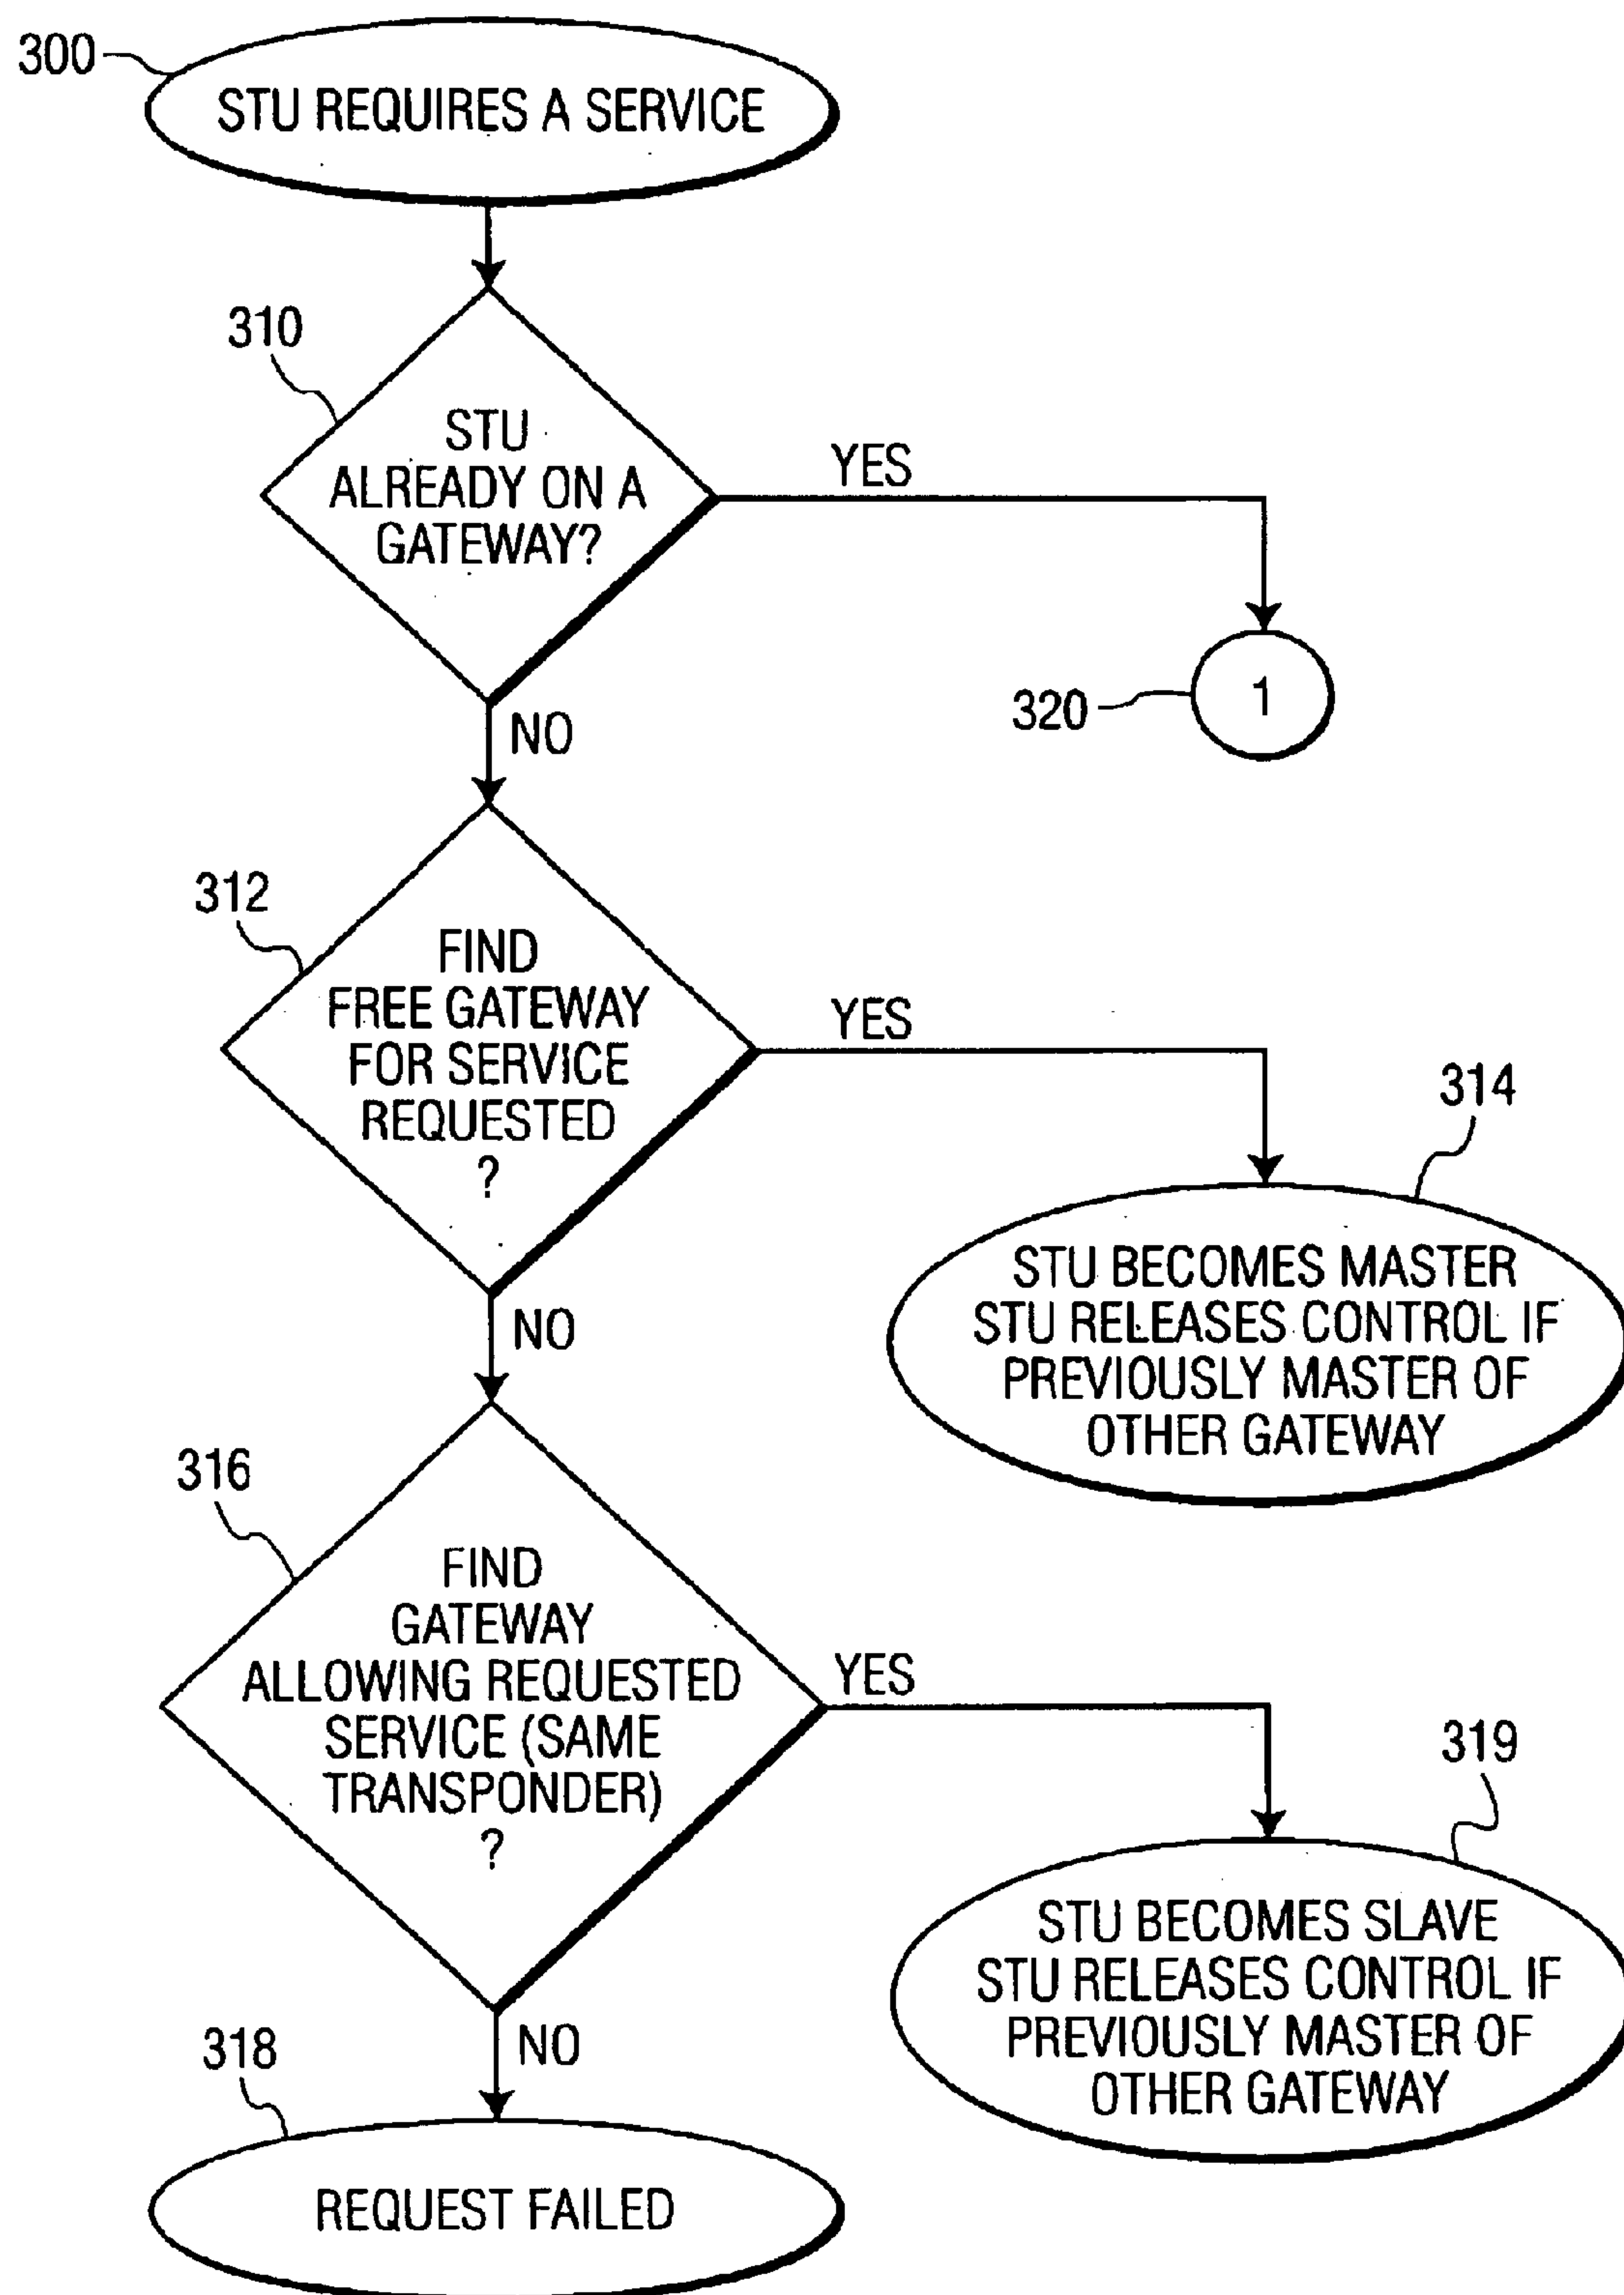 300
STU REQUIRES A SERVICE
310
STU
ALREADY ON A
GATEWAY?
YES
320
1
NO
312
FIND
FREE GATEWAY
FOR SERVICE
REQUESTED
?
YES
314
STU BECOMES MASTER
STU RELEASES CONTROL IF
PREVIOUSLY MASTER OF
OTHER GATEWAY
NO
316
FIND
GATEWAY
ALLOWING REQUESTED
SERVICE (SAME
TRANSPONDER)
?
YES
319
STU BECOMES SLAVE
STU RELEASES CONTROL IF
PREVIOUSLY MASTER OF
OTHER GATEWAY
NO
318
REQUEST FAILED